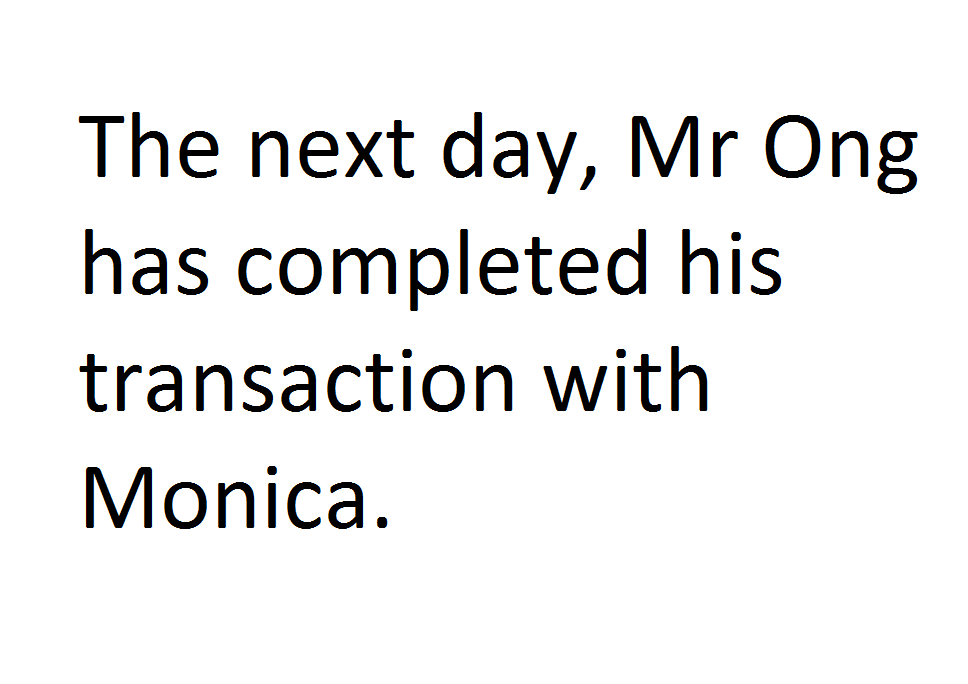 The next day, Mr Ong
has completed his
transaction with
Monica.